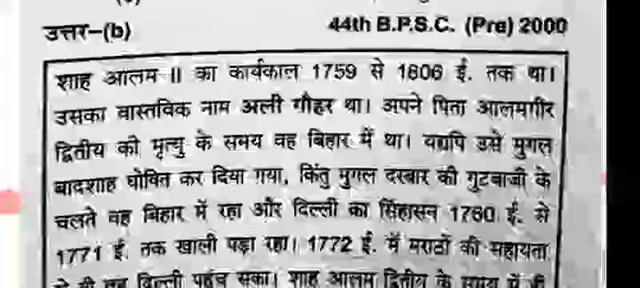 उत्तर–(b) 44th B.P.S.C. (Pre) 2000
शाह आलम II का कार्यकाल 1759 से 1806 ई. तक था।
उसका वास्तविक नाम अली गौहर था। अपने पिता आलमगीर
द्वितीय की मृत्यु के समय वह बिहार में था। यद्यपि उसे मुगल
बादशाह घोषित कर दिया गया, किंतु मुगल दरबार की गुटबाजी के
चलते वह बिहार में रहा और दिल्ली का सिंहासन 1760 ई. से
1771 ई. तक खाली पड़ा रहा। 1772 ई. में मराठों की सहायता
से ही वह दिल्ली पहुंच सका। शाह आलम द्वितीय के समय में ही